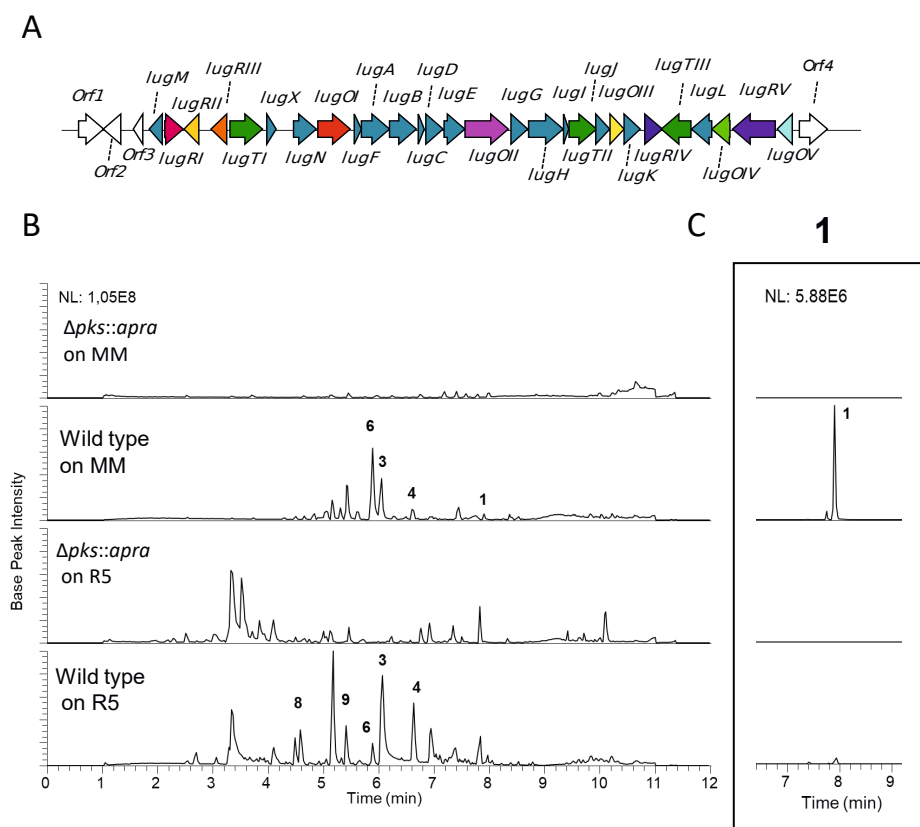 A
Orf1
Orf2
Orf3
lugM
lugRI
lugRII
lugRIII
lugTI
lugX
lugN
lugOI
lugF
lugA
lugB
lugC
lugD
lugE
lugOII
lugG
lugH
lugI
lugTII
lugJ
lugOIII
lugK
lugRIV
lugTIII
lugL
lugOIV
lugRV
lugOV
Orf4
B
NL: 1,05E8
Δpks::apra
on MM
Wild type
on MM
6
3
4
1
Δpks::apra
on R5
Wild type
on R5
8
9
6
3
4
Base Peak Intensity
0 1 2 3 4 5 6 7 8 9 10 11 12
Time (min)
C
1
NL: 5.88E6
1
7 8 9
Time (min)